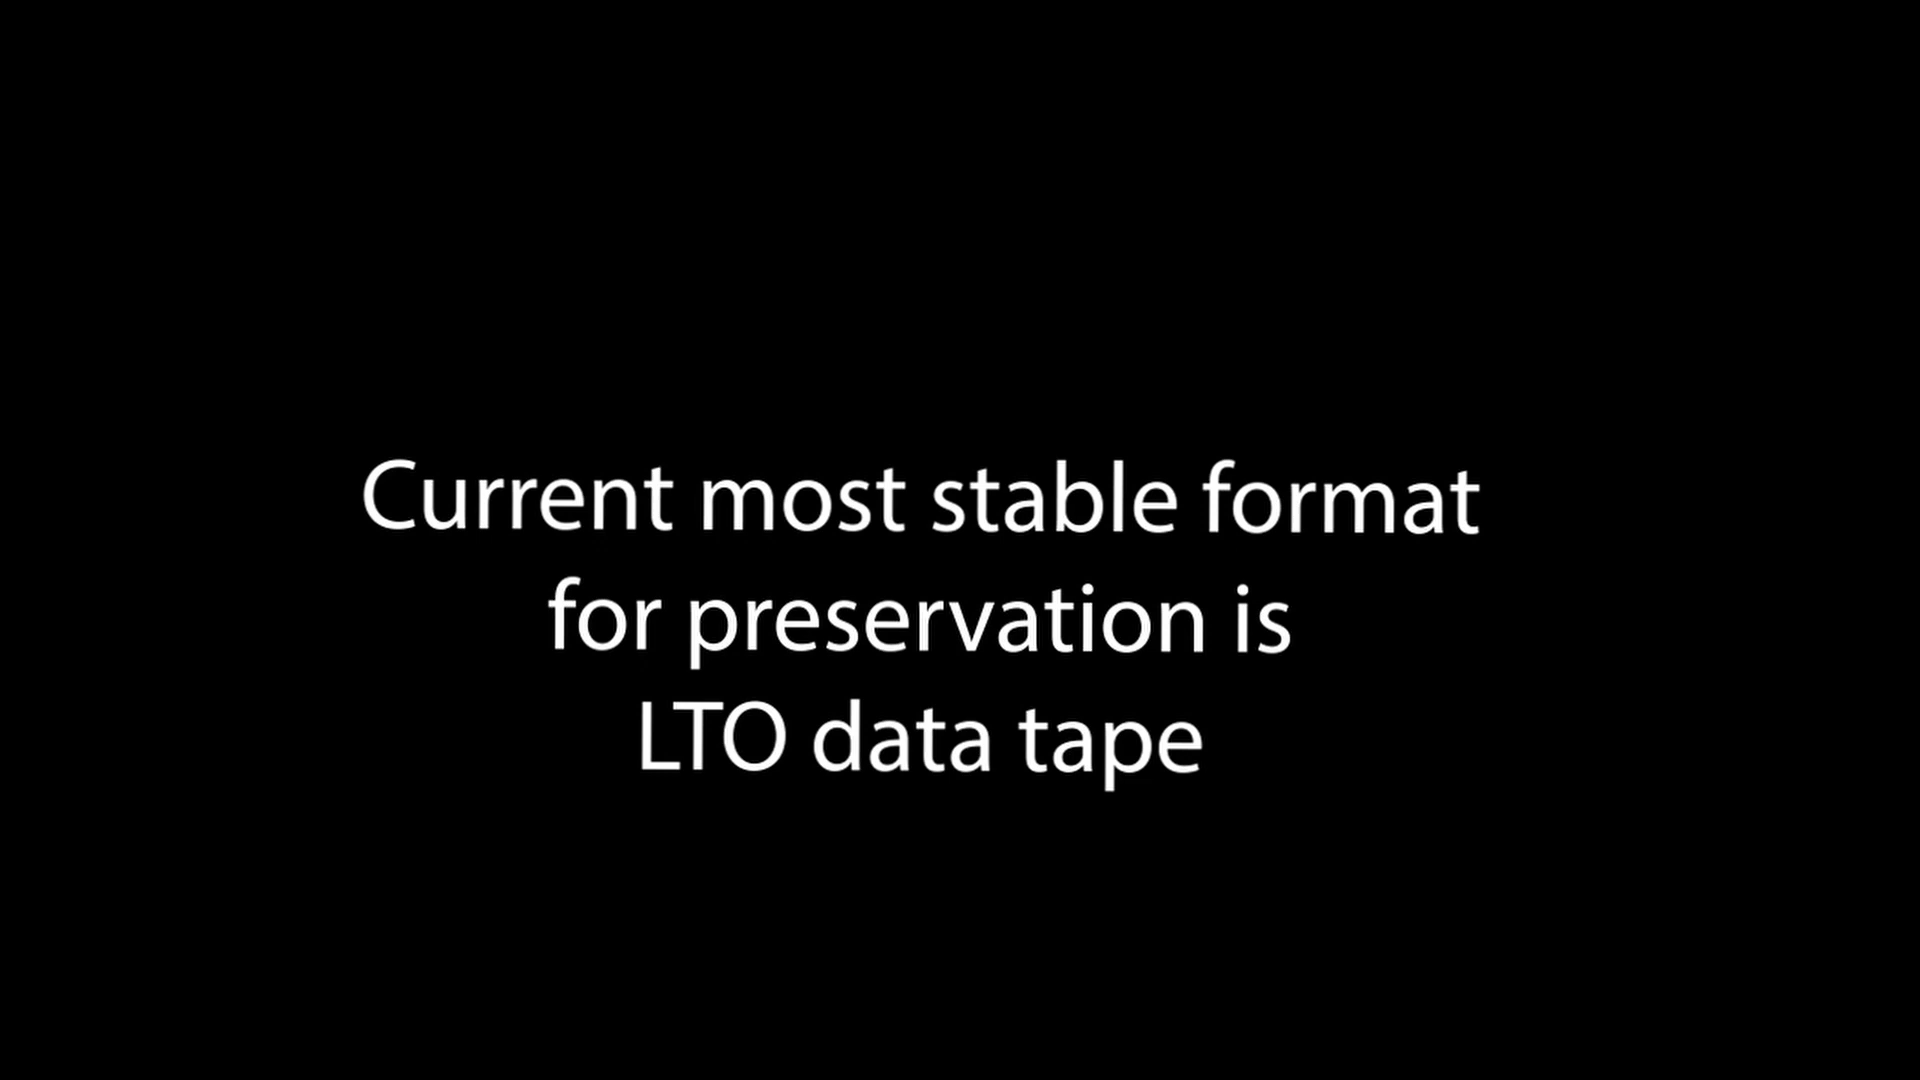 Current most stable format
for preservation is
LTO data tape